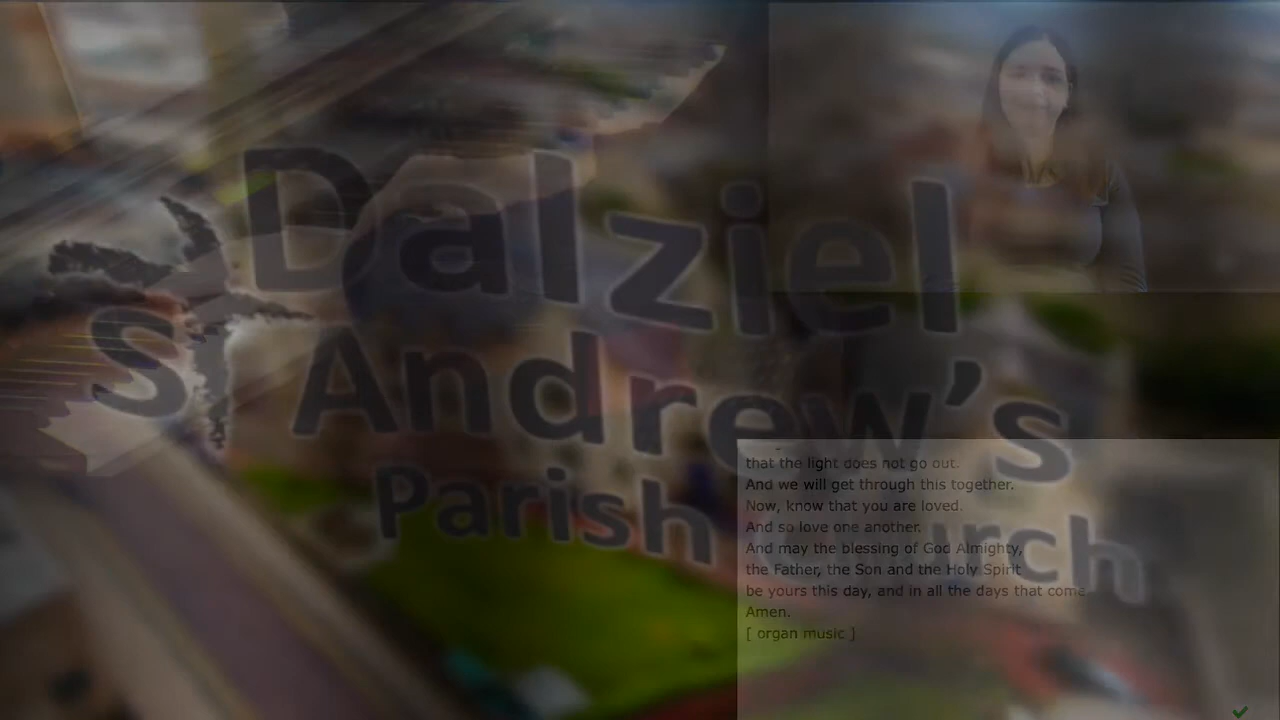 Dalziel
St Andrew's
Parish Church
that the light does not go out.
And we will get through this together.
Now, know that you are loved.
And so love one another.
And may the blessing of God Almighty,
the Father, the Son and the Holy Spirit
be yours this day, and in all the days that come
Amen.
[ organ music ]